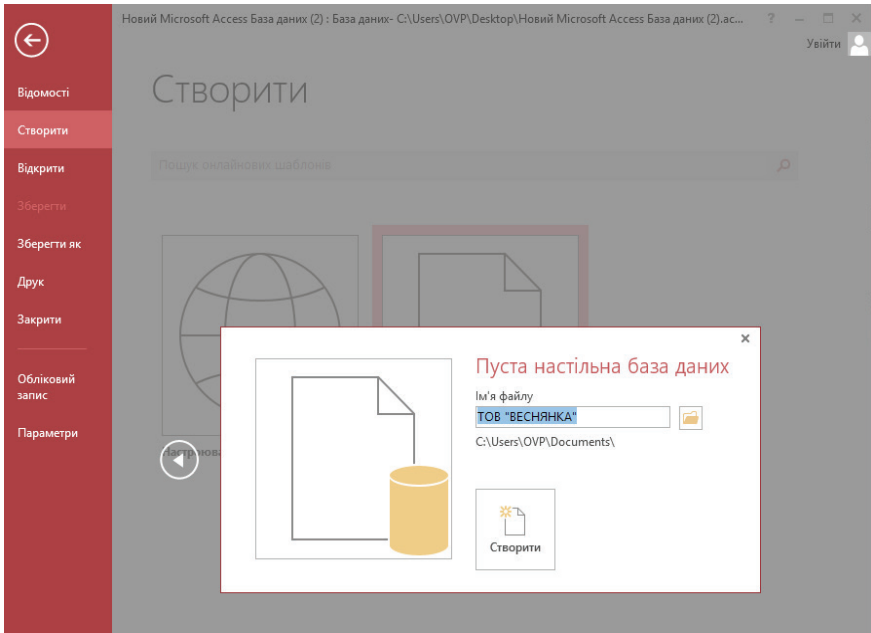 Новий Microsoft Access База даних (2) : База даних- C:\Users\OVP\Desktop\Новий Microsoft Access База даних (2).ac...
Увійти
Відомості
Створити
Відкрити
Зберегти
Зберегти як
Друк
Закрити
Обліковий
запис
Параметри
Створити
Пошук онлайнових шаблонів
Пуста настільна база даних
Ім'я файлу
ТОВ "ВЕСНЯНКА"
C:\Users\OVP\Documents\
Створити